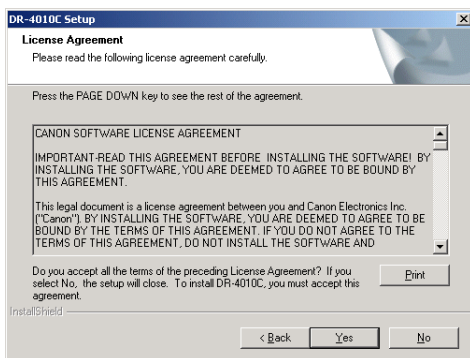 DR-4010C Setup
License Agreement
Please read the following license agreement carefully.
Press the PAGE DOWN key to see the rest of the agreement.
CANON SOFTWARE LICENSE AGREEMENT
IMPORTANT-READ THIS AGREEMENT BEFORE INSTALLING THE SOFTWARE! BY
INSTALLING THE SOFTWARE, YOU ARE DEEMED TO AGREE TO BE BOUND BY
THIS AGREEMENT.
This legal document is a license agreement between you and Canon Electronics Inc.
("Canon"). BY INSTALLING THE SOFTWARE, YOU ARE DEEMED TO AGREE TO BE
BOUND BY THE TERMS OF THIS AGREEMENT. IF YOU DO NOT AGREE TO THE
TERMS OF THIS AGREEMENT, DO NOT INSTALL THE SOFTWARE AND
Do you accept all the terms of the preceding License Agreement? If you
select No, the setup will close. To install DR-4010C, you must accept this
agreement.
Print
InstallShield
< Back
Yes
No